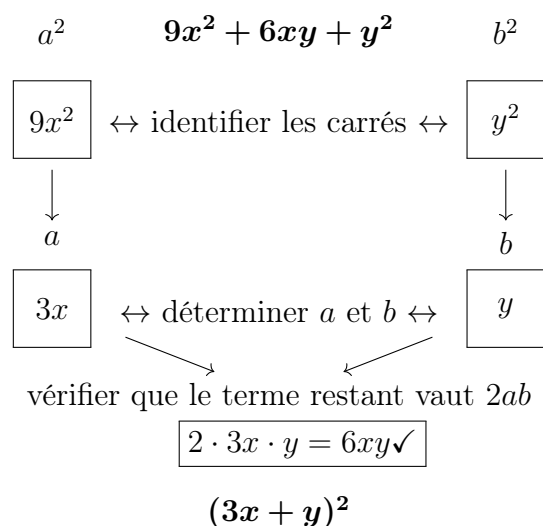 a² 9x² + 6xy + y² b²
9x² ↔ identifier les carrés ↔ y²
a b
3x ↔ déterminer a et b ↔ y
vérifier que le terme restant vaut 2ab
2 · 3x · y = 6xy✓
(3x + y)²